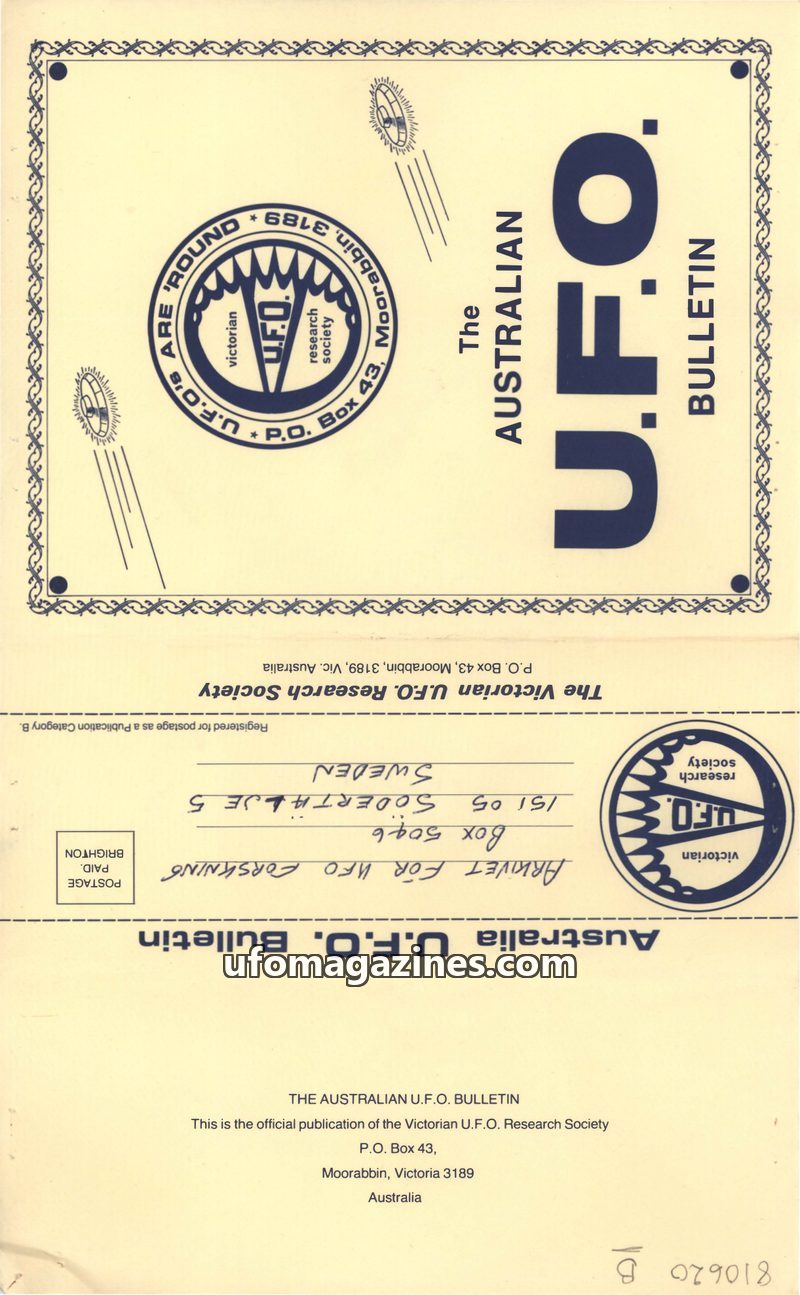 The
AUSTRALIAN
U.F.O.
BULLETIN
U.F.O's ARE 'ROUND * P.O. Box 43, Moorabbin, 3189 *
victorian
U.F.O.
research
society
The Victorian U.F.O. Research Society
P.O. Box 43, Moorabbin, 3189, Vic. Australia
Registered for postage as a Publication Category B.
victorian
U.F.O.
research
society
ARKIVET FÖR UFO FORSKNING
BOX 5046
151 05 SÖDERTÄLJE 5
SWEDEN
POSTAGE
PAID.
BRIGHTON
Australia U.F.O. Bulletin
ufomagazines.com
THE AUSTRALIAN U.F.O. BULLETIN
This is the official publication of the Victorian U.F.O. Research Society
P.O. Box 43,
Moorabbin, Victoria 3189
Australia
810620 B